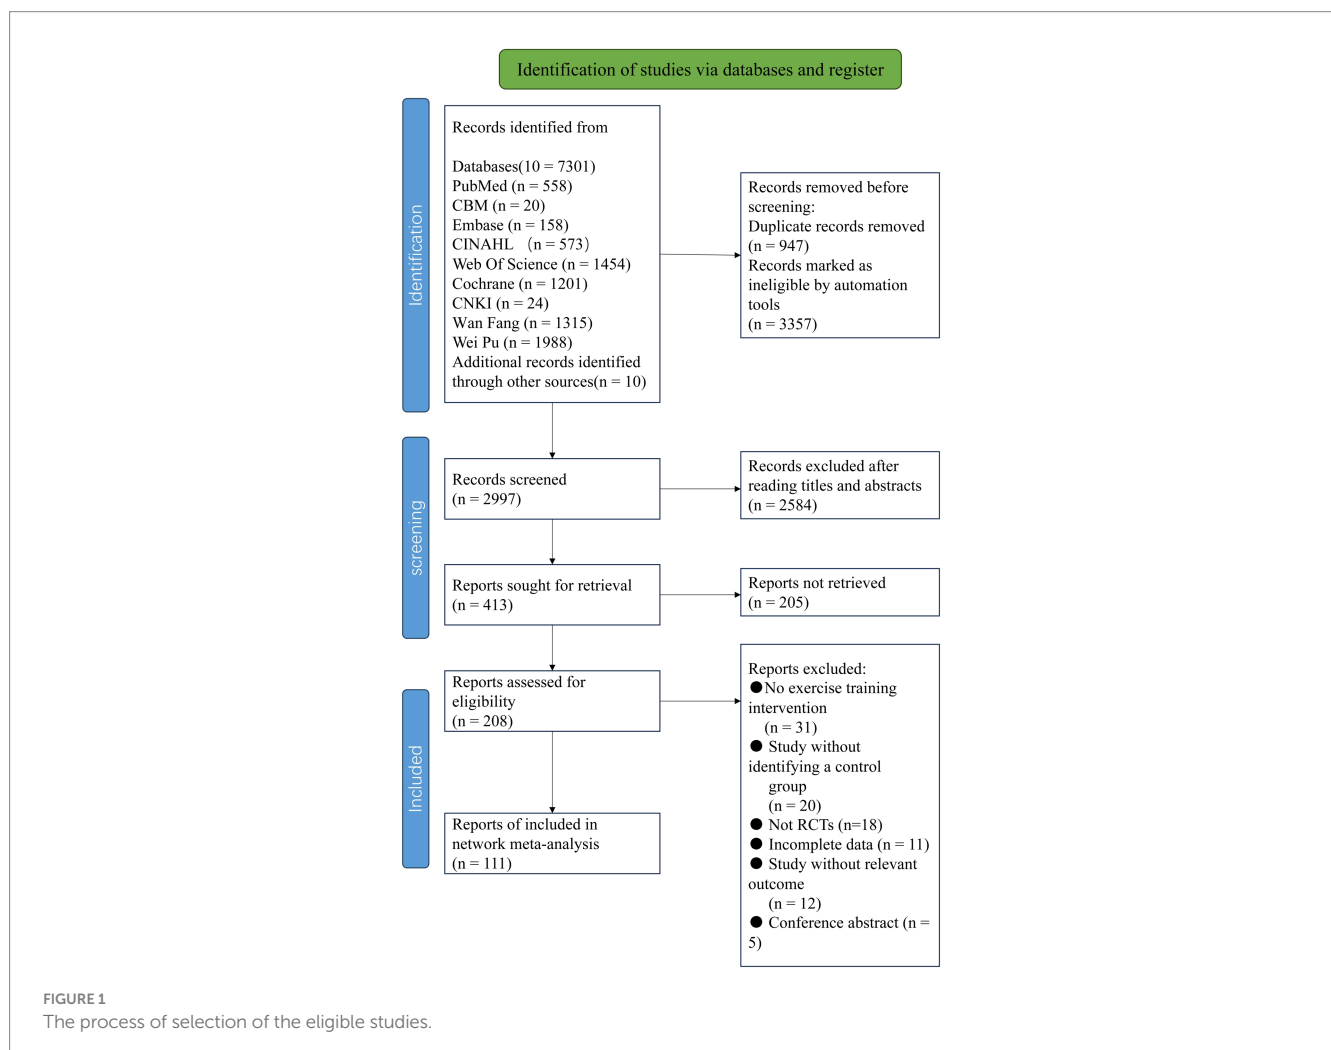 Identification of studies via databases and register
Identification
Records identified from
Databases(10 = 7301)
PubMed (n = 558)
CBM (n = 20)
Embase (n = 158)
CINAHL （n = 573）
Web Of Science (n = 1454)
Cochrane (n = 1201)
CNKI (n = 24)
Wan Fang (n = 1315)
Wei Pu (n = 1988)
Additional records identified
through other sources(n = 10)
Records removed before
screening:
Duplicate records removed
(n = 947)
Records marked as
ineligible by automation
tools
(n = 3357)
screening
Records screened
(n = 2997)
Records excluded after
reading titles and abstracts
(n = 2584)
Reports sought for retrieval
(n = 413)
Reports not retrieved
(n = 205)
Included
Reports assessed for
eligibility
(n = 208)
Reports excluded:
●No exercise training
intervention
(n = 31)
● Study without
identifying a control
group
(n = 20)
● Not RCTs (n=18)
● Incomplete data (n = 11)
● Study without relevant
outcome
(n = 12)
● Conference abstract (n =
5)
Reports of included in
network meta-analysis
(n = 111)
FIGURE 1
The process of selection of the eligible studies.